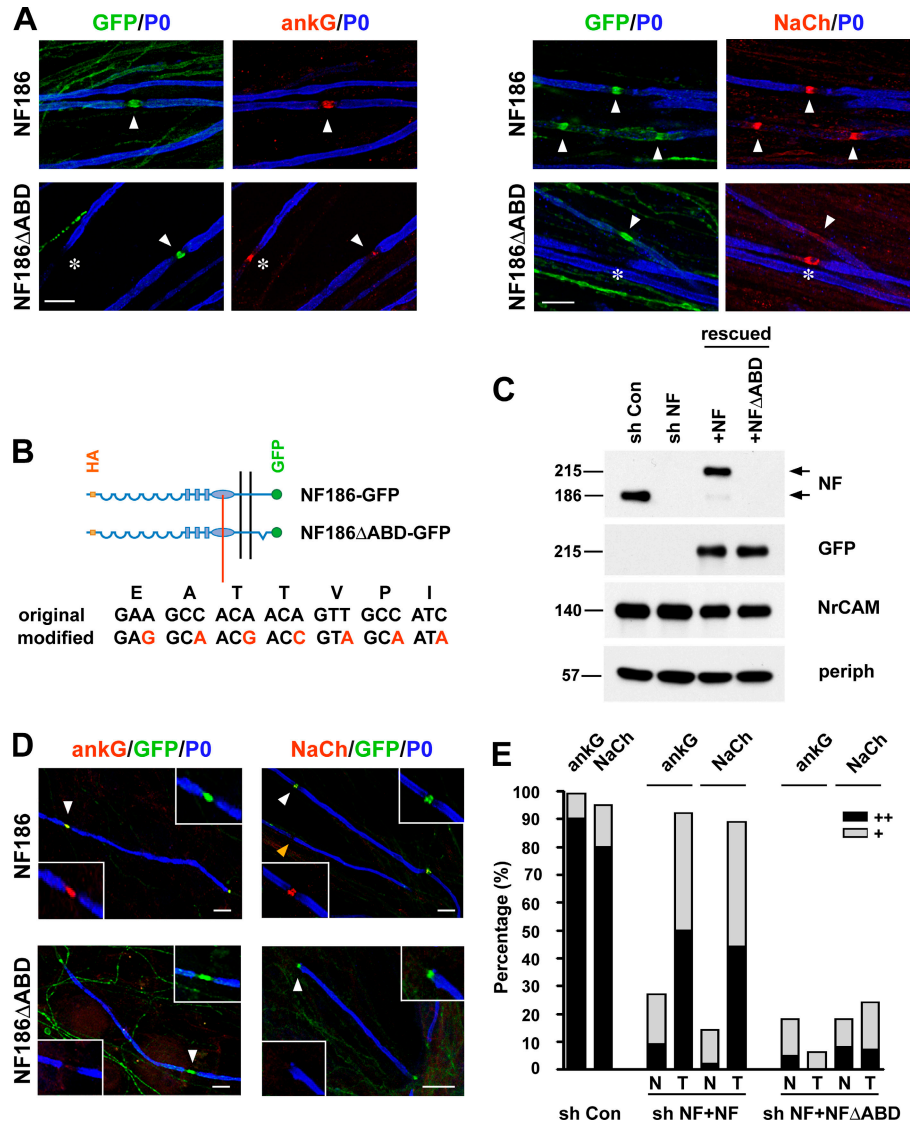 A
GFP/P0 ankG/P0 GFP/P0 NaCh/P0
NF186
NF186
NF186ΔABD
*
*
NF186ΔABD
*
*
B
HA
GFP
NF186-GFP
NF186ΔABD-GFP
E A T T V P I
original GAA GCC ACA ACA GTT GCC ATC
modified GAG GCA ACG ACC GTA GCA ATA
C
rescued
sh Con
sh NF
+NF
+NFΔABD
215
186
NF
215
GFP
140
NrCAM
57
periph
D
ankG/GFP/P0 NaCh/GFP/P0
NF186
NF186ΔABD
E
ankG
NaCh
ankG
NaCh
ankG
NaCh
++
+
Percentage (%)
100
90
80
70
60
50
40
30
20
10
0
N T N T N T N T
sh Con sh NF+NF sh NF+NFΔABD